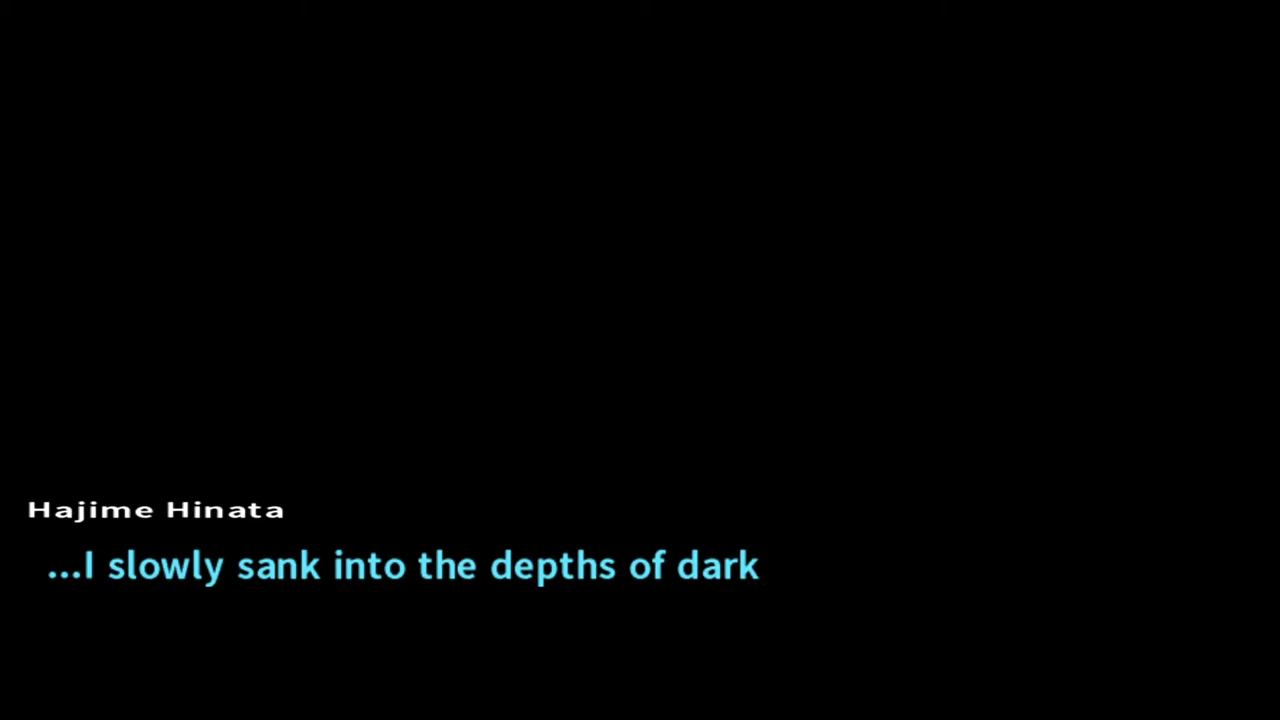 Hajime Hinata
...I slowly sank into the depths of dark